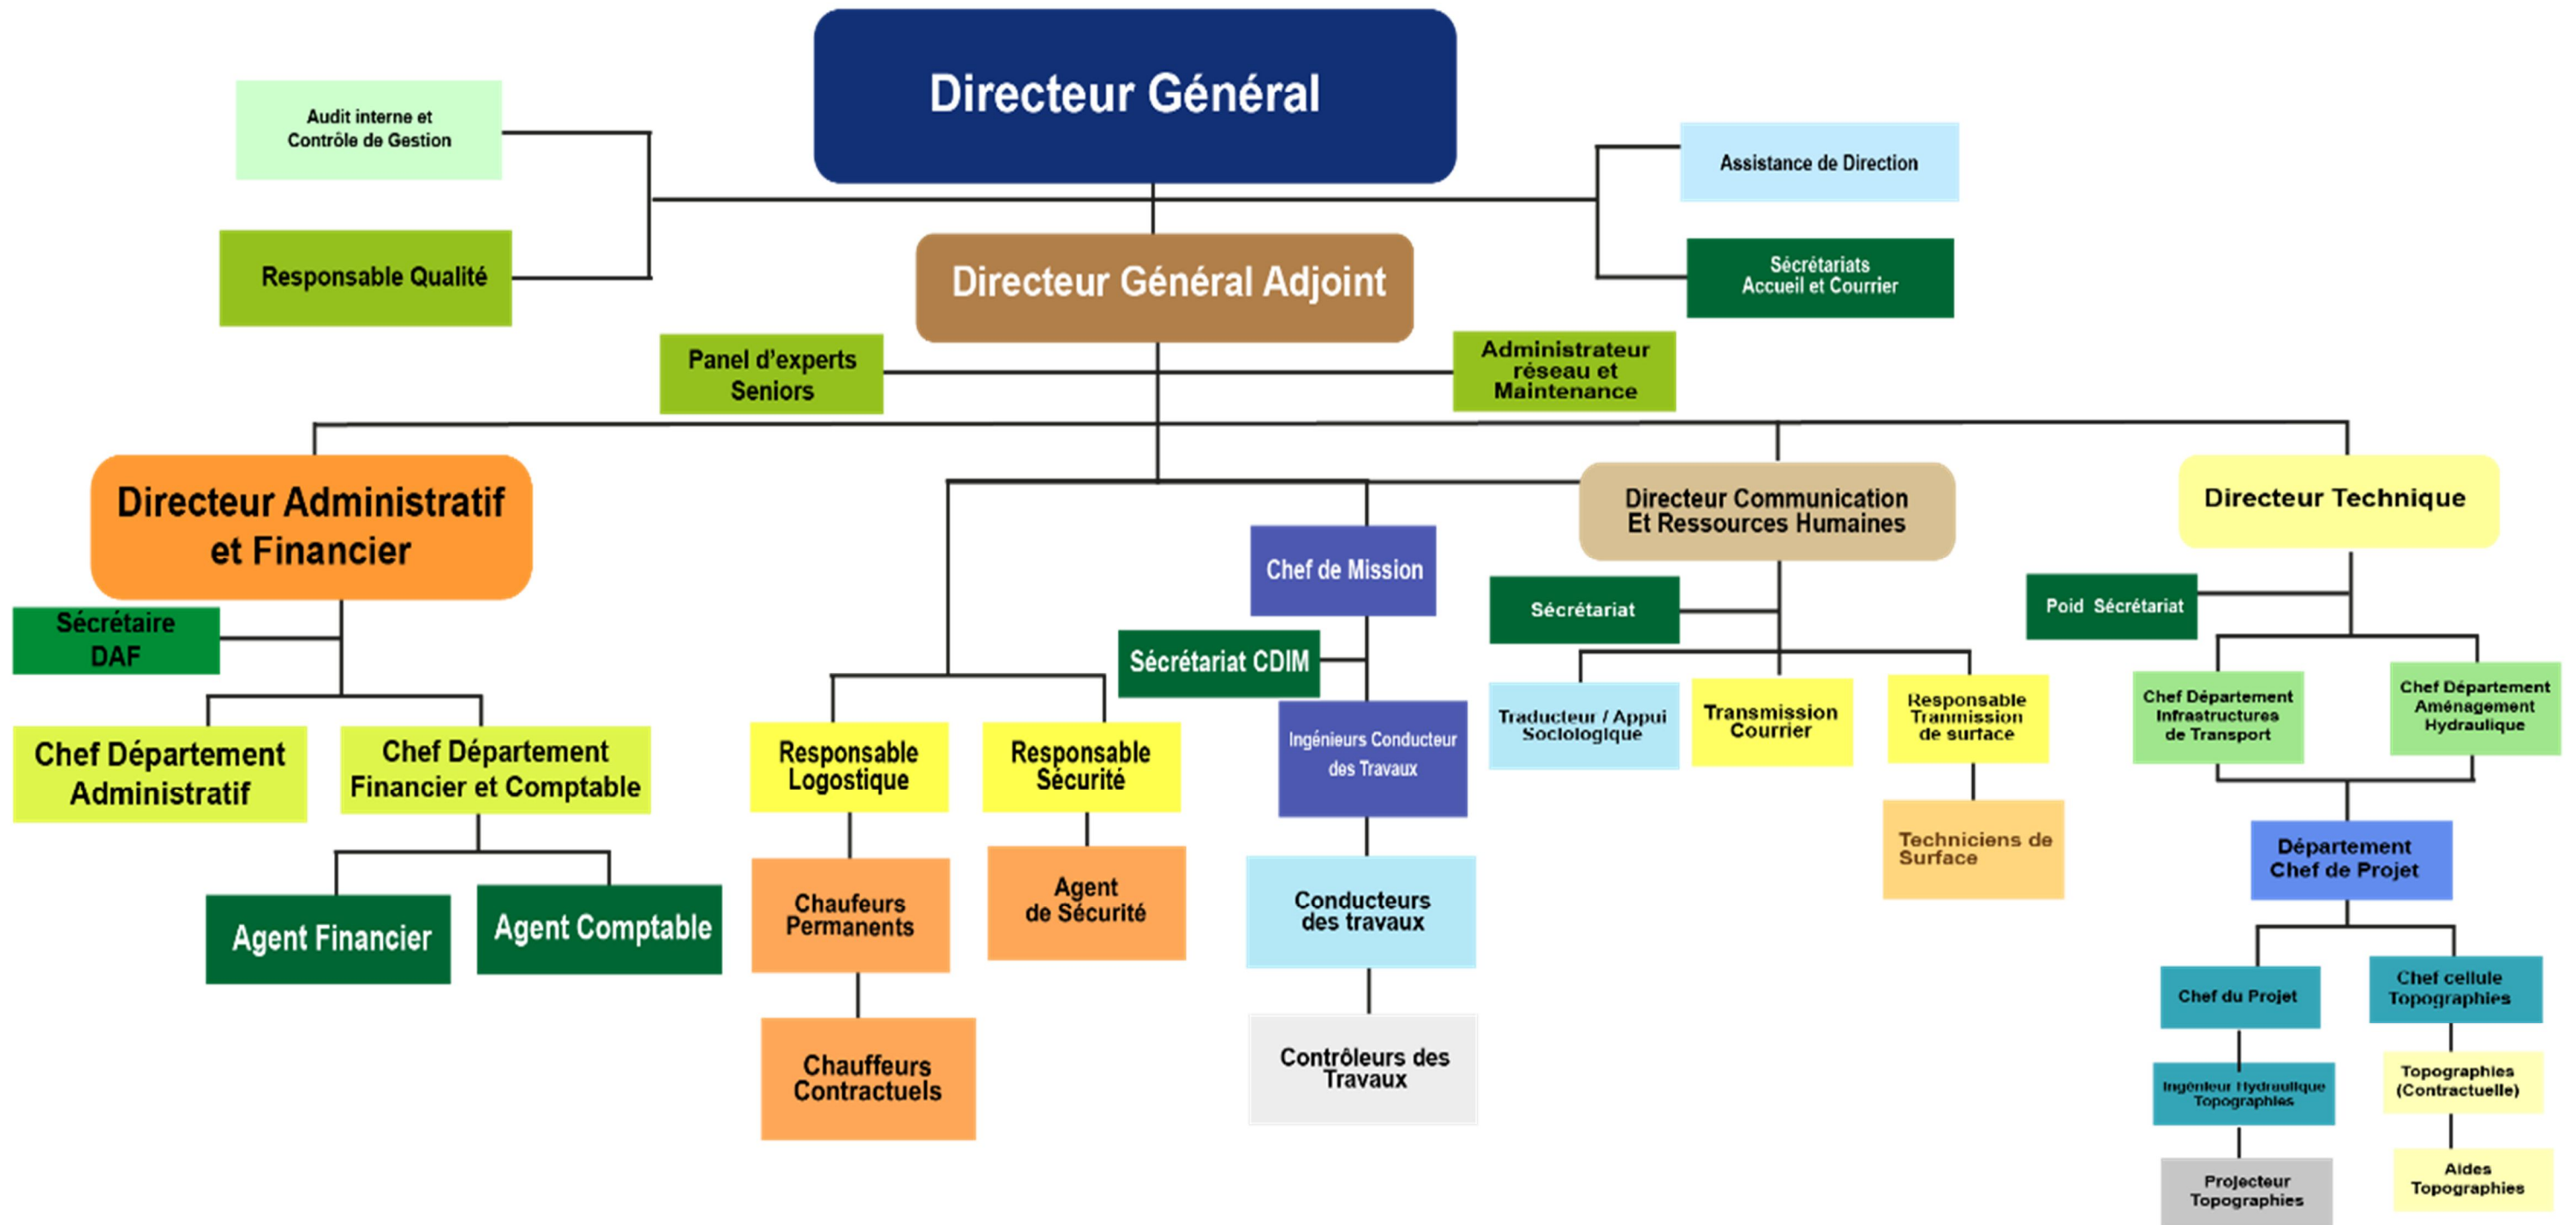 Directeur Général
Audit interne et
Contrôle de Gestion
Assistance de Direction
Responsable Qualité
Directeur Général Adjoint
Sécrétariats
Accueil et Courrier
Panel d'experts
Seniors
Administrateur
réseau et
Maintenance
Directeur Administratif
et Financier
Directeur Communication
Et Ressources Humaines
Directeur Technique
Chef de Mission
Sécrétaire
DAF
Sécrétariat CDIM
Sécrétariat
Poid Sécrétariat
Chef Département
Administratif
Chef Département
Financier et Comptable
Responsable
Logostique
Responsable
Sécurité
Ingénieurs Conducteur
des Travaux
Traducteur / Appui
Sociologique
Transmission
Courrier
Responsable
Tranmission
de surface
Chef Département
Infrastructures
de Transport
Chef Département
Aménagement
Hydraulique
Agent Financier
Agent Comptable
Chaufeurs
Permanents
Agent
de Sécurité
Conducteurs
des travaux
Techniciens de
Surface
Département
Chef de Projet
Chauffeurs
Contractuels
Contrôleurs des
Travaux
Chef du Projet
Chef cellule
Topographies
Ingénieur Hydraulique
Topographies
Topographies
(Contractuelle)
Projecteur
Topographies
Aides
Topographies